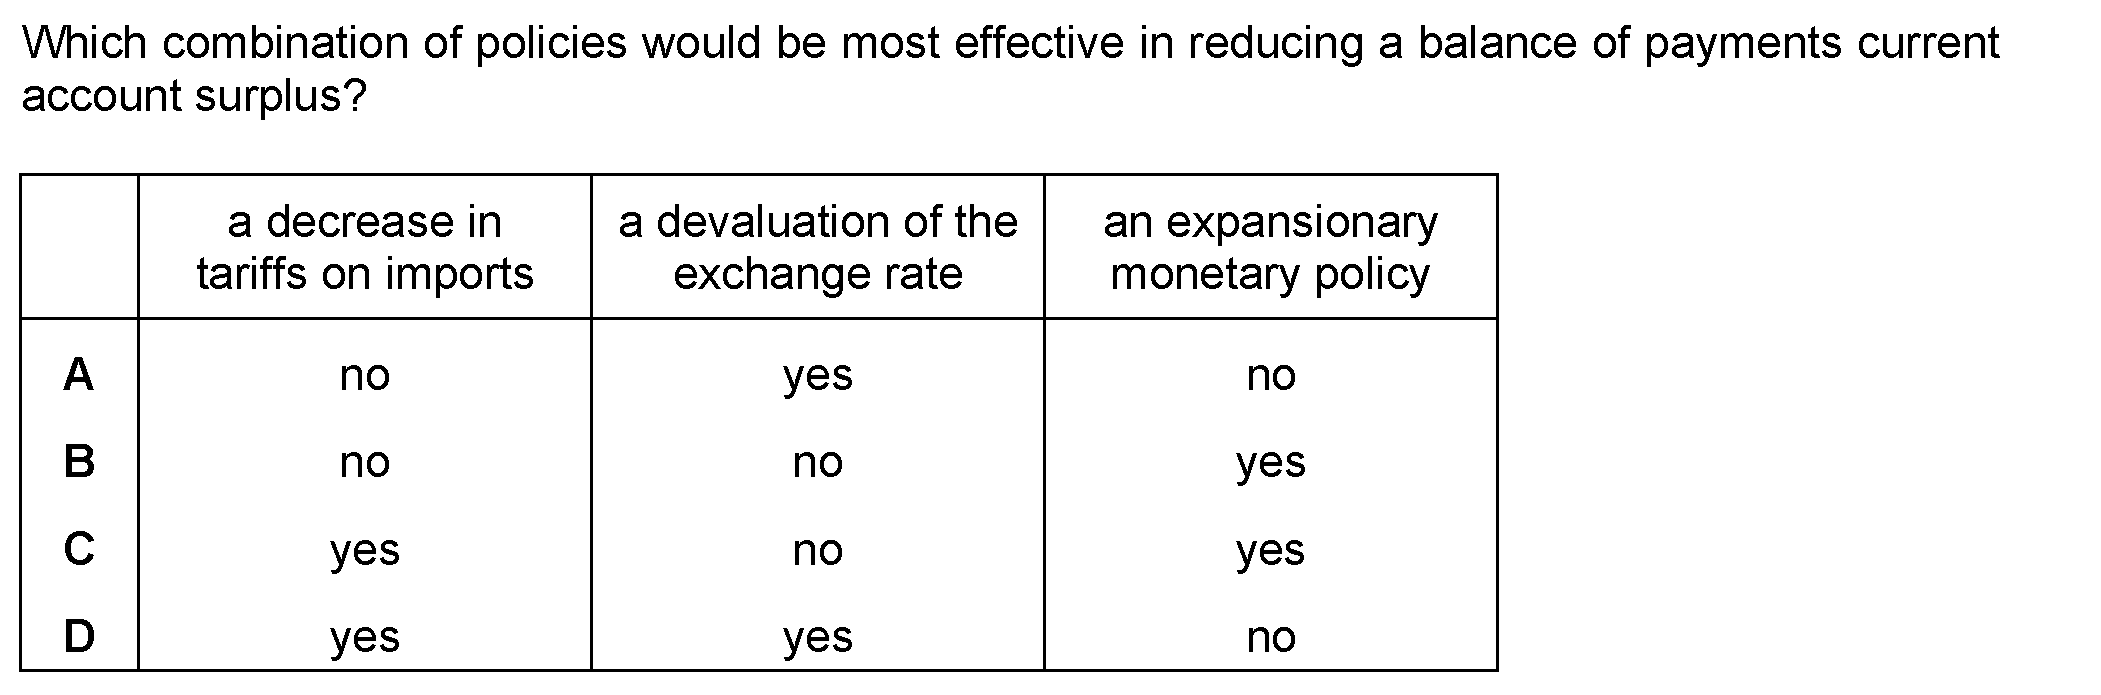 Which combination of policies would be most effective in reducing a balance of payments current
account surplus?
a decrease in tariffs on imports a devaluation of the exchange rate an expansionary monetary policy
A no yes no
B no no yes
C yes no yes
D yes yes no